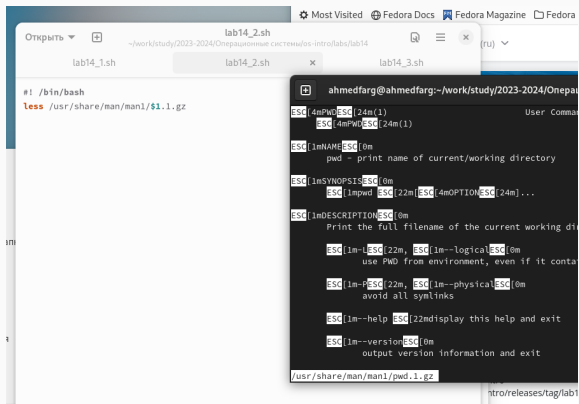 Most Visited Fedora Docs Fedora Magazine Fedora
Открыть lab14_2.sh
~/work/study/2023-2024/Операционные системы/os-intro/labs/lab14
(ru)
lab14_1.sh lab14_2.sh lab14_3.sh
#! /bin/bash
less /usr/share/man/man1/$1.1.gz
ahmedfarg@ahmedfarg:~/work/study/2023-2024/Опера
ESC[4mPWDESC[24m(1) User Comma
ESC[4mPWDESC[24m(1)
ESC[1mNAMEESC[0m
pwd - print name of current/working directory
ESC[1mSYNOPSISESC[0m
ESC[1mpwd ESC[22m[ESC[4mOPTIONESC[24m]...
ESC[1mDESCRIPTIONESC[0m
Print the full filename of the current working di
ESC[1m-LESC[22m, ESC[1m--logicalESC[0m
use PWD from environment, even if it conta
ESC[1m-PESC[22m, ESC[1m--physicalESC[0m
avoid all symlinks
ESC[1m--help ESC[22mdisplay this help and exit
ESC[1m--versionESC[0m
output version information and exit
/usr/share/man/man1/pwd.1.gz
ntro/releases/tag/lab1